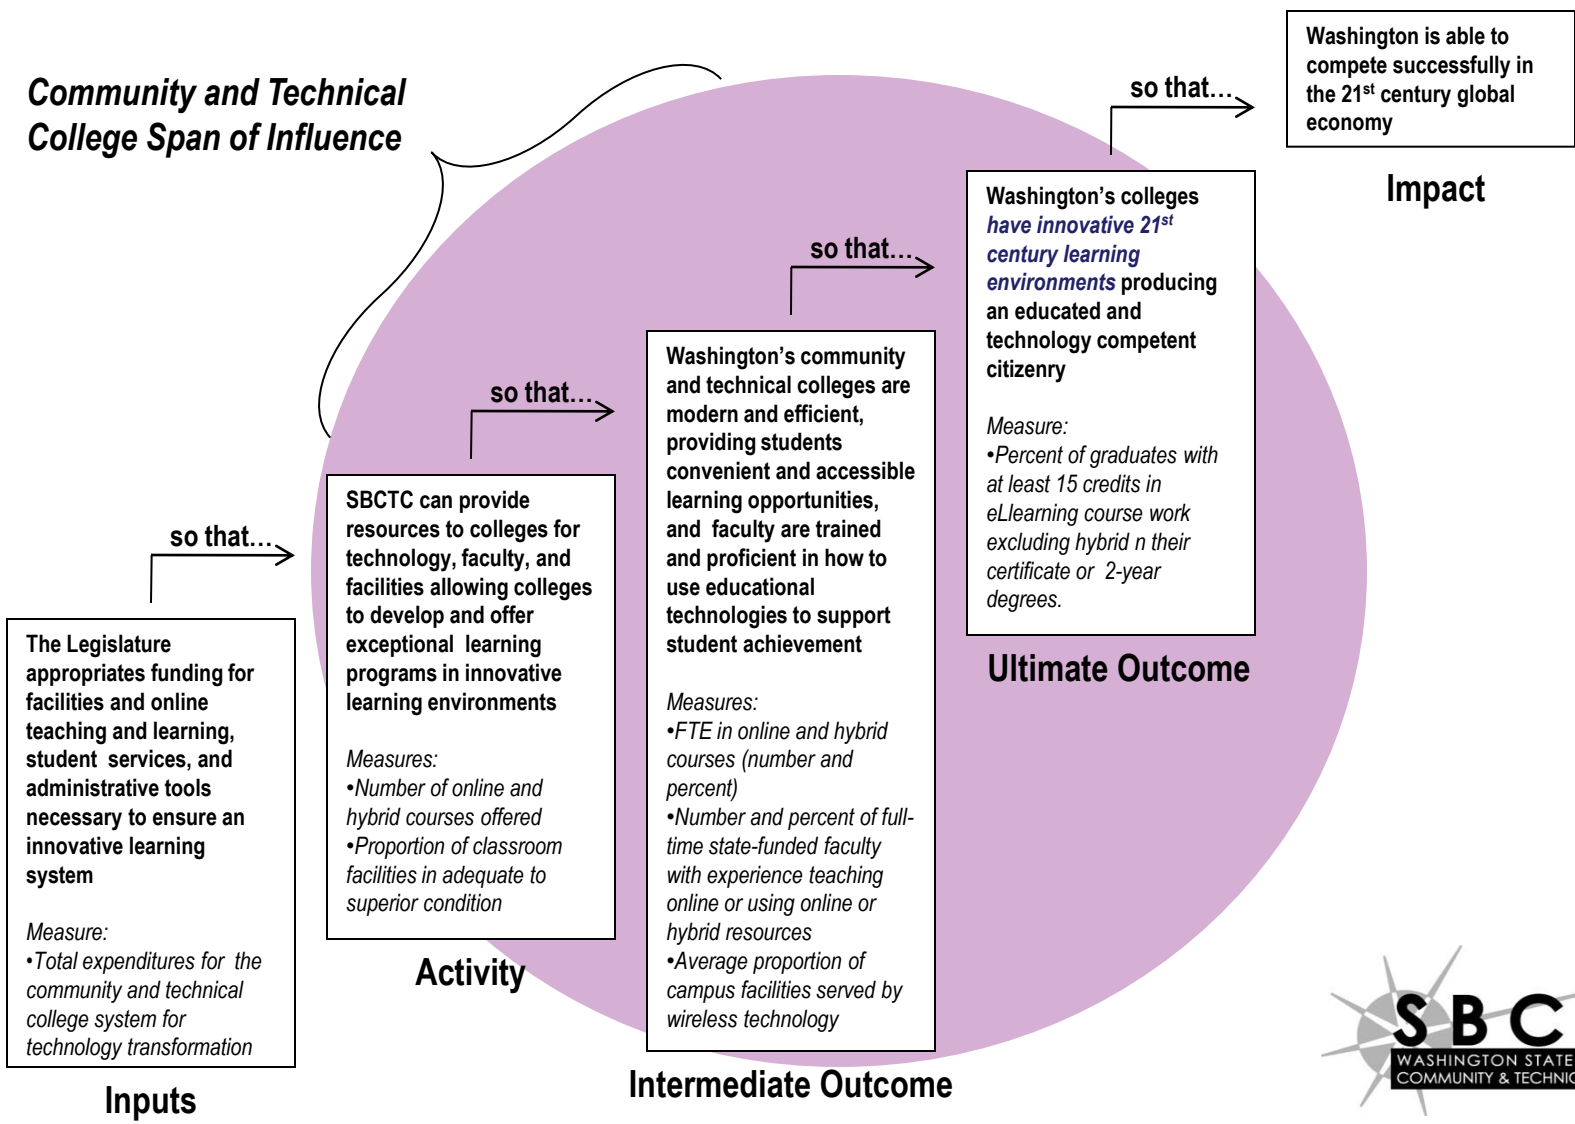 Community and Technical
College Span of Influence
so that…
Washington is able to
compete successfully in
the 21st century global
economy
Impact
so that…
Washington’s colleges
have innovative 21st
century learning
environments producing
an educated and
technology competent
citizenry
Measure:
•Percent of graduates with
at least 15 credits in
eLlearning course work
excluding hybrid n their
certificate or 2-year
degrees.
Ultimate Outcome
so that…
Washington’s community
and technical colleges are
modern and efficient,
providing students
convenient and accessible
learning opportunities,
and faculty are trained
and proficient in how to
use educational
technologies to support
student achievement
Measures:
•FTE in online and hybrid
courses (number and
percent)
•Number and percent of full-
time state-funded faculty
with experience teaching
online or using online or
hybrid resources
•Average proportion of
campus facilities served by
wireless technology
Intermediate Outcome
so that…
SBCTC can provide
resources to colleges for
technology, faculty, and
facilities allowing colleges
to develop and offer
exceptional learning
programs in innovative
learning environments
Measures:
•Number of online and
hybrid courses offered
•Proportion of classroom
facilities in adequate to
superior condition
Activity
The Legislature
appropriates funding for
facilities and online
teaching and learning,
student services, and
administrative tools
necessary to ensure an
innovative learning
system
Measure:
•Total expenditures for the
community and technical
college system for
technology transformation
Inputs
SBC
WASHINGTON STATE
COMMUNITY & TECHNIC